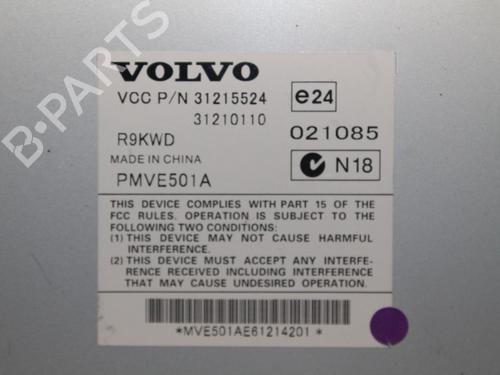 B-PARTS
VOLVO
VCC P/N 31215524
31210110
e24
021085
R9KWD
MADE IN CHINA
N18
PMVE501A
THIS DEVICE COMPLIES WITH PART 15 OF THE
FCC RULES. OPERATION IS SUBJECT TO THE
FOLLOWING TWO CONDITIONS:
(1) THIS DEVICE MAY NOT CAUSE HARMFUL
INTERFERENCE.
(2) THIS DEVICE MUST ACCEPT ANY INTERFE-
RENCE RECEIVED INCLUDING INTERFERENCE
THAT MAY CAUSE UNDESIRED OPERATION.
*MVE501AE61214201*
B-PARTS